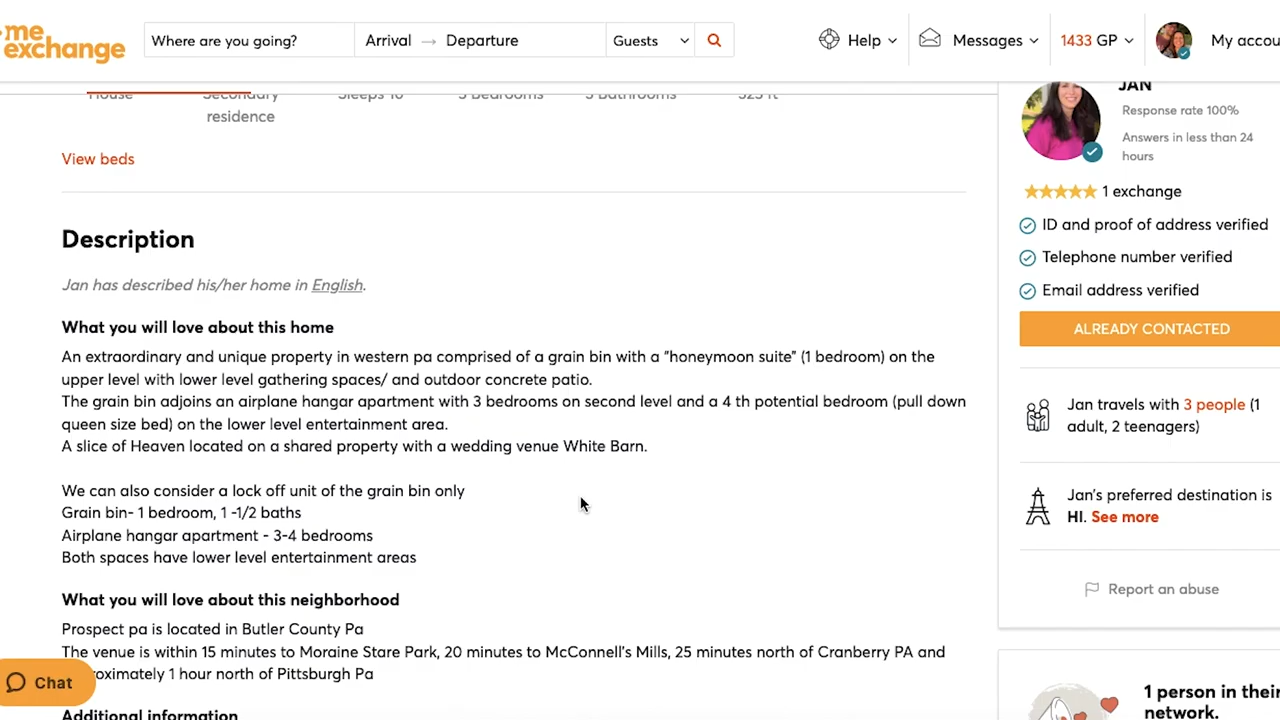 me
exchange
Where are you going?
Arrival → Departure
Guests
Help
Messages
1433 GP
My accou
House
Secondary
residence
Sleeps 10
Bedrooms
Bathrooms
ft
View beds
Description
Jan has described his/her home in English.
What you will love about this home
An extraordinary and unique property in western pa comprised of a grain bin with a "honeymoon suite" (1 bedroom) on the
upper level with lower level gathering spaces/ and outdoor concrete patio.
The grain bin adjoins an airplane hangar apartment with 3 bedrooms on second level and a 4 th potential bedroom (pull down
queen size bed) on the lower level entertainment area.
A slice of Heaven located on a shared property with a wedding venue White Barn.
We can also consider a lock off unit of the grain bin only
Grain bin- 1 bedroom, 1 -1/2 baths
Airplane hangar apartment - 3-4 bedrooms
Both spaces have lower level entertainment areas
What you will love about this neighborhood
Prospect pa is located in Butler County Pa
The venue is within 15 minutes to Moraine Stare Park, 20 minutes to McConnell's Mills, 25 minutes north of Cranberry PA and
roximately 1 hour north of Pittsburgh Pa
Additional information
Chat
JAN
Response rate 100%
Answers in less than 24
hours
1 exchange
ID and proof of address verified
Telephone number verified
Email address verified
ALREADY CONTACTED
Jan travels with 3 people (1
adult, 2 teenagers)
Jan's preferred destination is
HI. See more
Report an abuse
1 person in their
network.